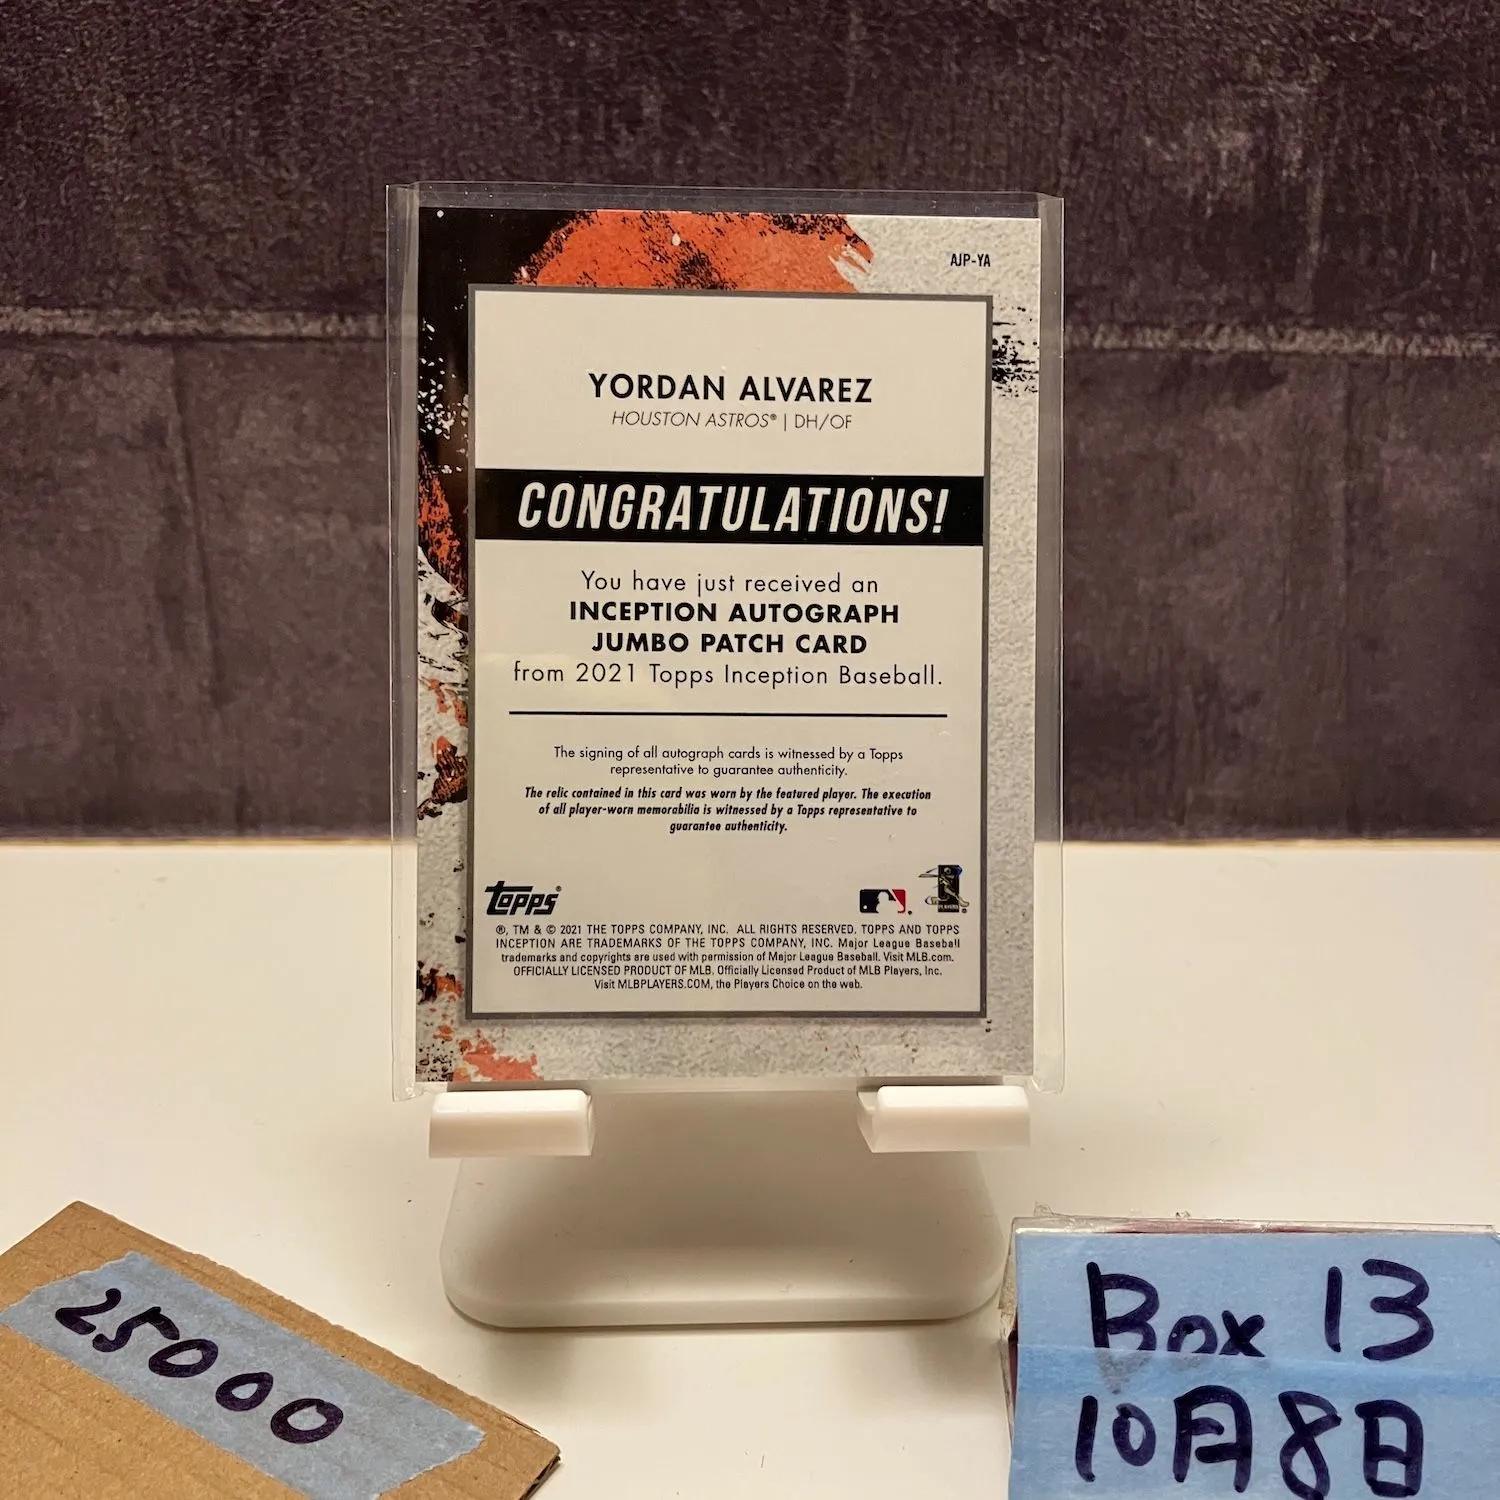 AJP-YA
YORDAN ALVAREZ
HOUSTON ASTROS® | DH/OF
CONGRATULATIONS!
You have just received an
INCEPTION AUTOGRAPH
JUMBO PATCH CARD
from 2021 Topps Inception Baseball.
The signing of all autograph cards is witnessed by a Topps
representative to guarantee authenticity.
The relic contained in this card was worn by the featured player. The execution
of all player-worn memorabilia is witnessed by a Topps representative to
guarantee authenticity.
Topps®
®, TM & © 2021 THE TOPPS COMPANY, INC. ALL RIGHTS RESERVED. TOPPS AND TOPPS
INCEPTION ARE TRADEMARKS OF THE TOPPS COMPANY, INC. Major League Baseball
trademarks and copyrights are used with permission of Major League Baseball. Visit MLB.com.
OFFICIALLY LICENSED PRODUCT OF MLB. Officially Licensed Product of MLB Players, Inc.
Visit MLBPLAYERS.COM, the Players Choice on the web.
25000
Box 13
10月8日